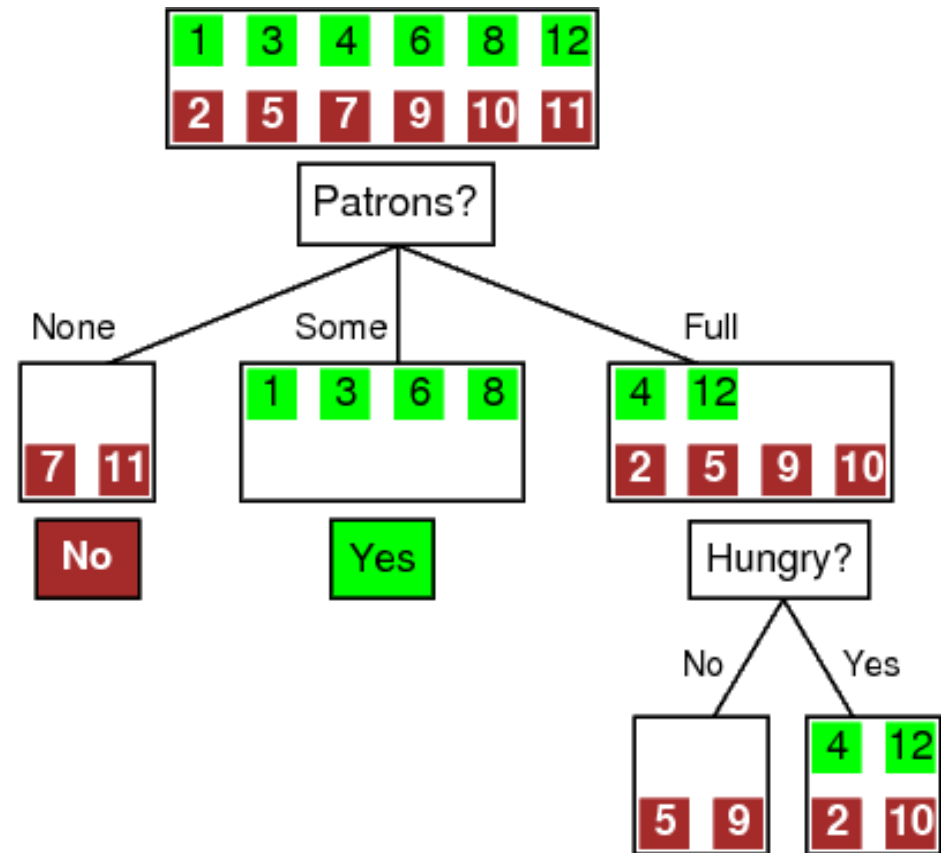 1 3 4 6 8 12
2 5 7 9 10 11
Patrons?
None Some Full
1 3 6 8 4 12
7 11 2 5 9 10
No Yes Hungry?
No Yes
4 12
5 9 2 10